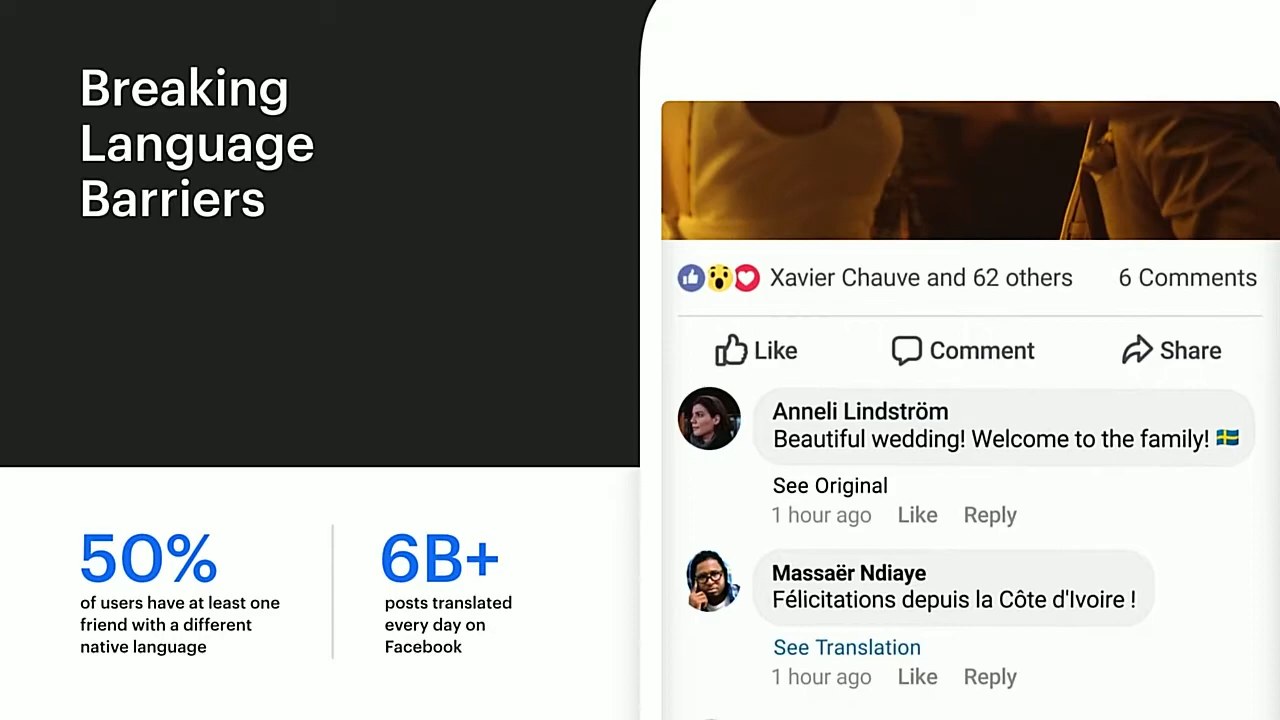 Breaking
Language
Barriers
50%
of users have at least one
friend with a different
native language
6B+
posts translated
every day on
Facebook
Xavier Chauve and 62 others 6 Comments
Like Comment Share
Anneli Lindström
Beautiful wedding! Welcome to the family! 🇸🇪
See Original
1 hour ago Like Reply
Massaër Ndiaye
Félicitations depuis la Côte d'Ivoire !
See Translation
1 hour ago Like Reply